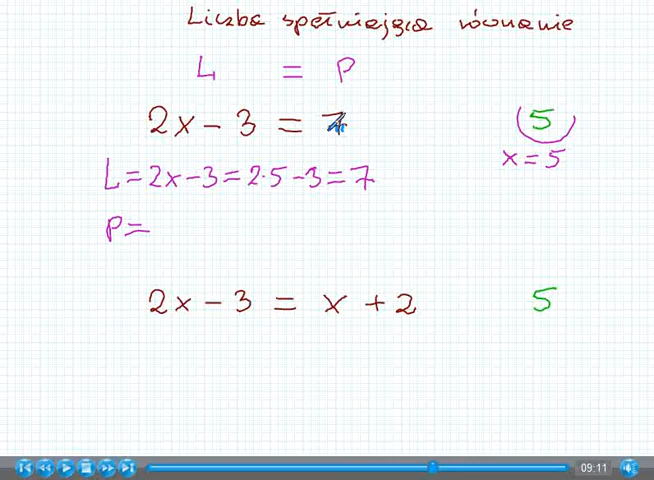 Liczba spełniająca równanie
L = P
2x − 3 = 7
5
x = 5
L = 2x − 3 = 2·5 − 3 = 7
P =
2x − 3 = x + 2
5
09:11